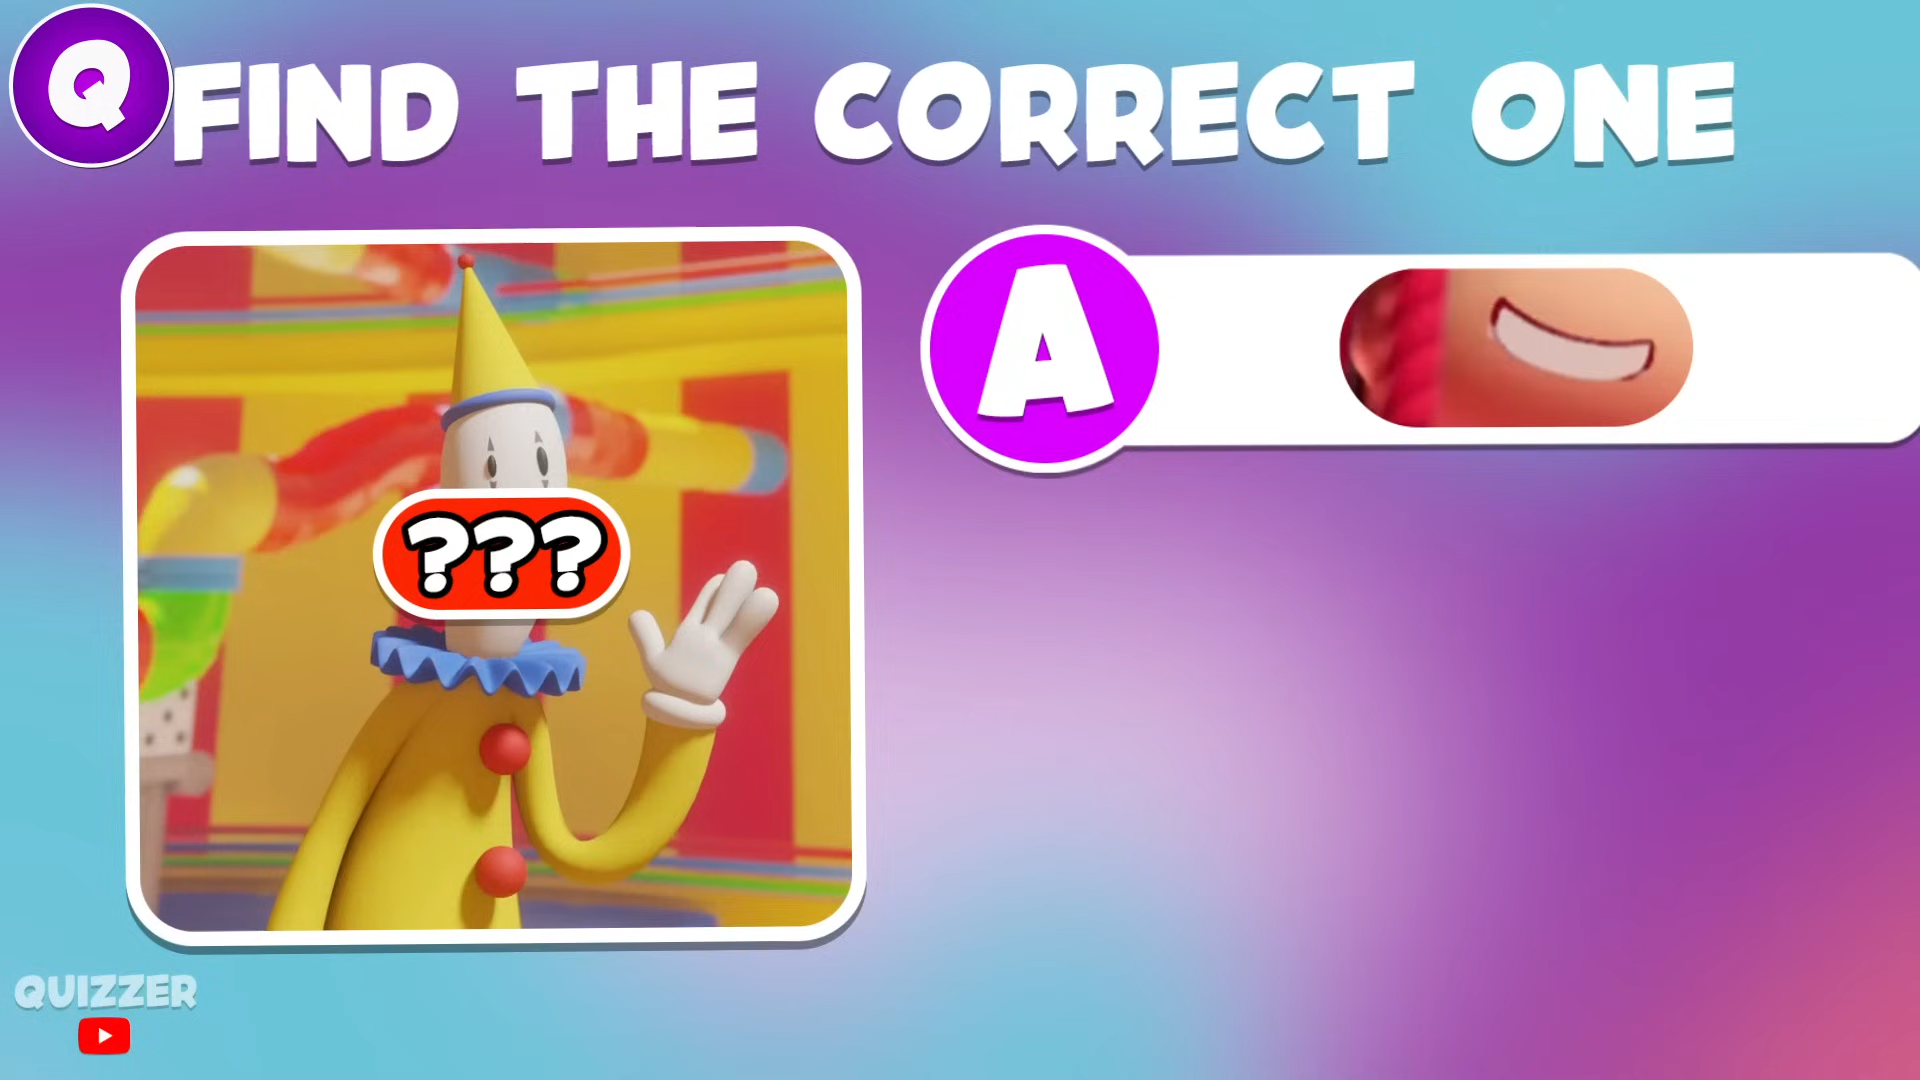 Q
FIND THE CORRECT ONE
A
???
QUIZZER